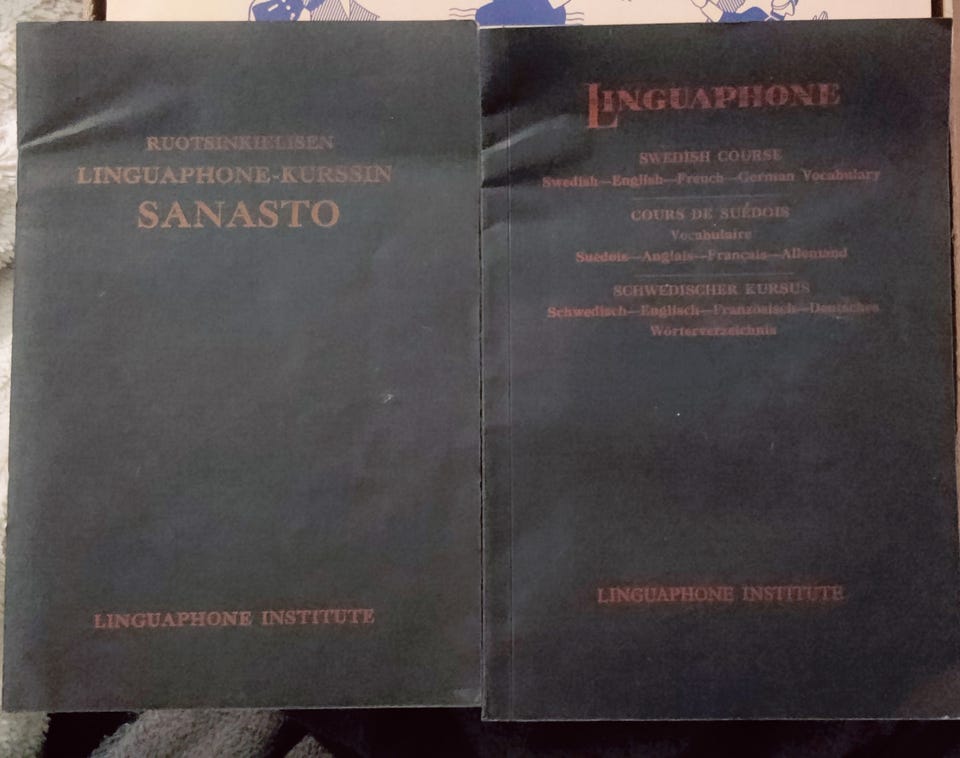 RUOTSINKIELISEN
LINGUAPHONE-KURSSIN
SANASTO
LINGUAPHONE INSTITUTE
LINGUAPHONE
SWEDISH COURSE
Swedish—English—French—German Vocabulary
COURS DE SUÉDOIS
Vocabulaire
Suédois—Anglais—Français—Allemand
SCHWEDISCHER KURSUS
Schwedisch—Englisch—Französisch—Deutsches
Wörterverzeichnis
LINGUAPHONE INSTITUTE